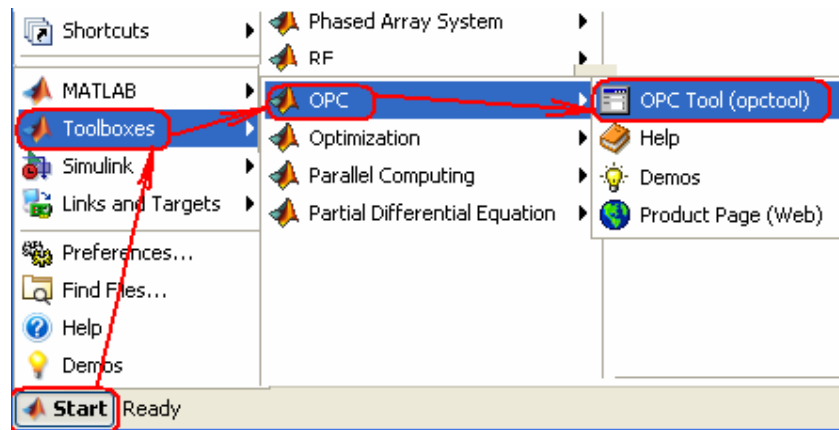 Shortcuts
MATLAB
Toolboxes
Simulink
Links and Targets
Preferences...
Find Files...
Help
Demos
Start Ready
Phased Array System
RF
OPC
Optimization
Parallel Computing
Partial Differential Equation
OPC Tool (opctool)
Help
Demos
Product Page (Web)